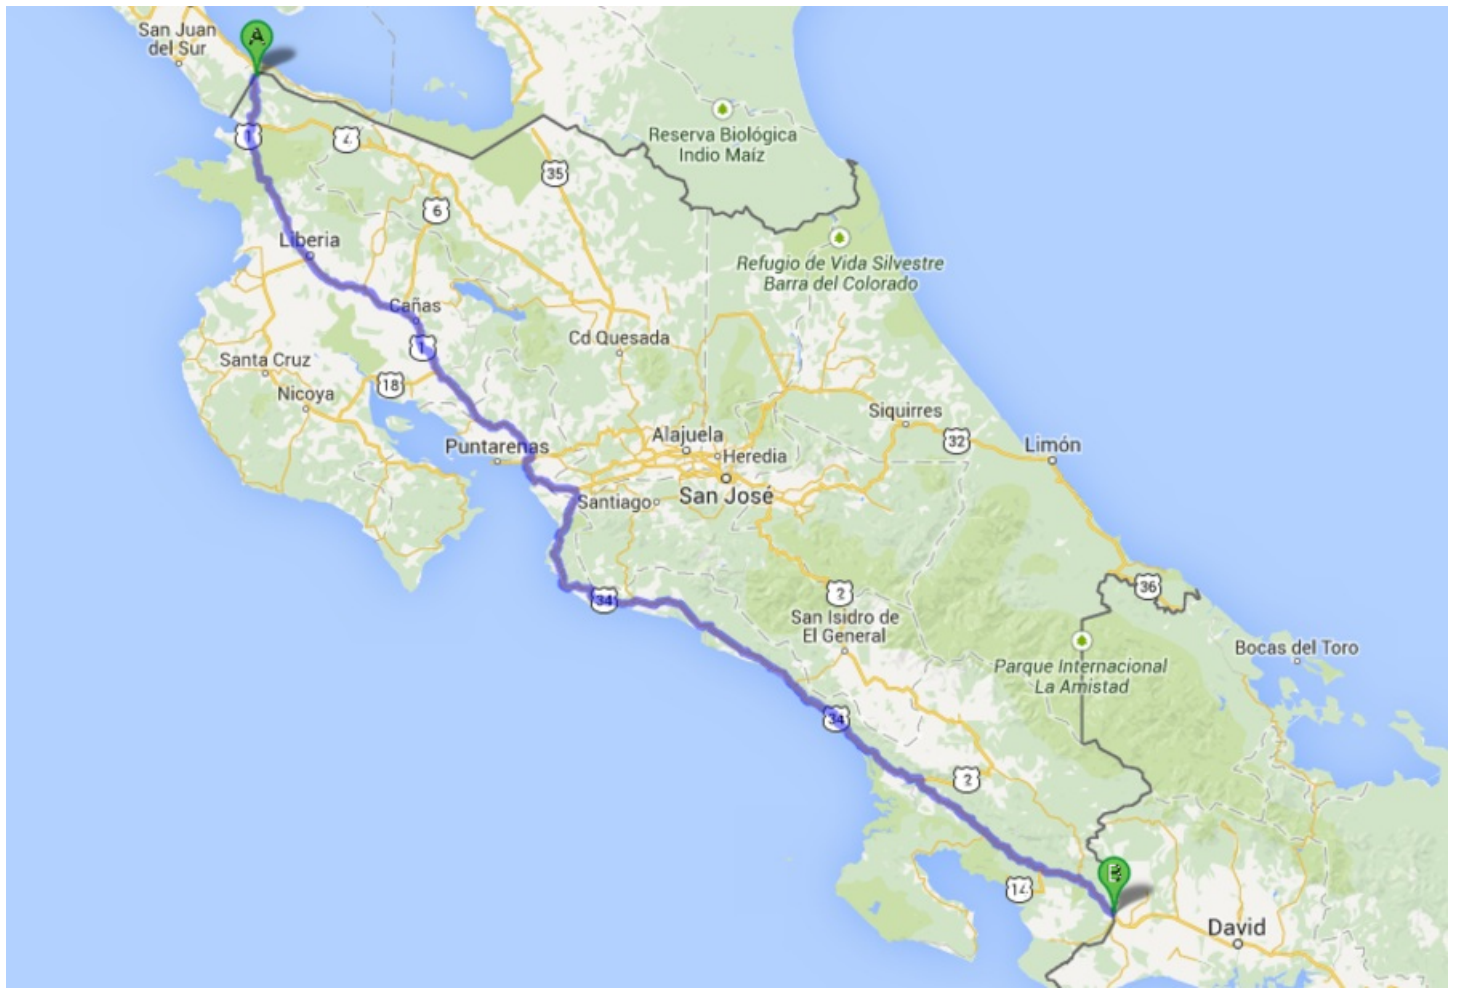 San Juan
del Sur
A
1
4
35
Reserva Biológica
Indio Maíz
6
Liberia
Refugio de Vida Silvestre
Barra del Colorado
Cañas
1
Cd Quesada
Santa Cruz
18
Nicoya
Siquirres
Puntarenas
Alajuela
Heredia
32
Limón
Santiago
San José
34
2
36
San Isidro de
El General
Bocas del Toro
Parque Internacional
La Amistad
34
2
14
David